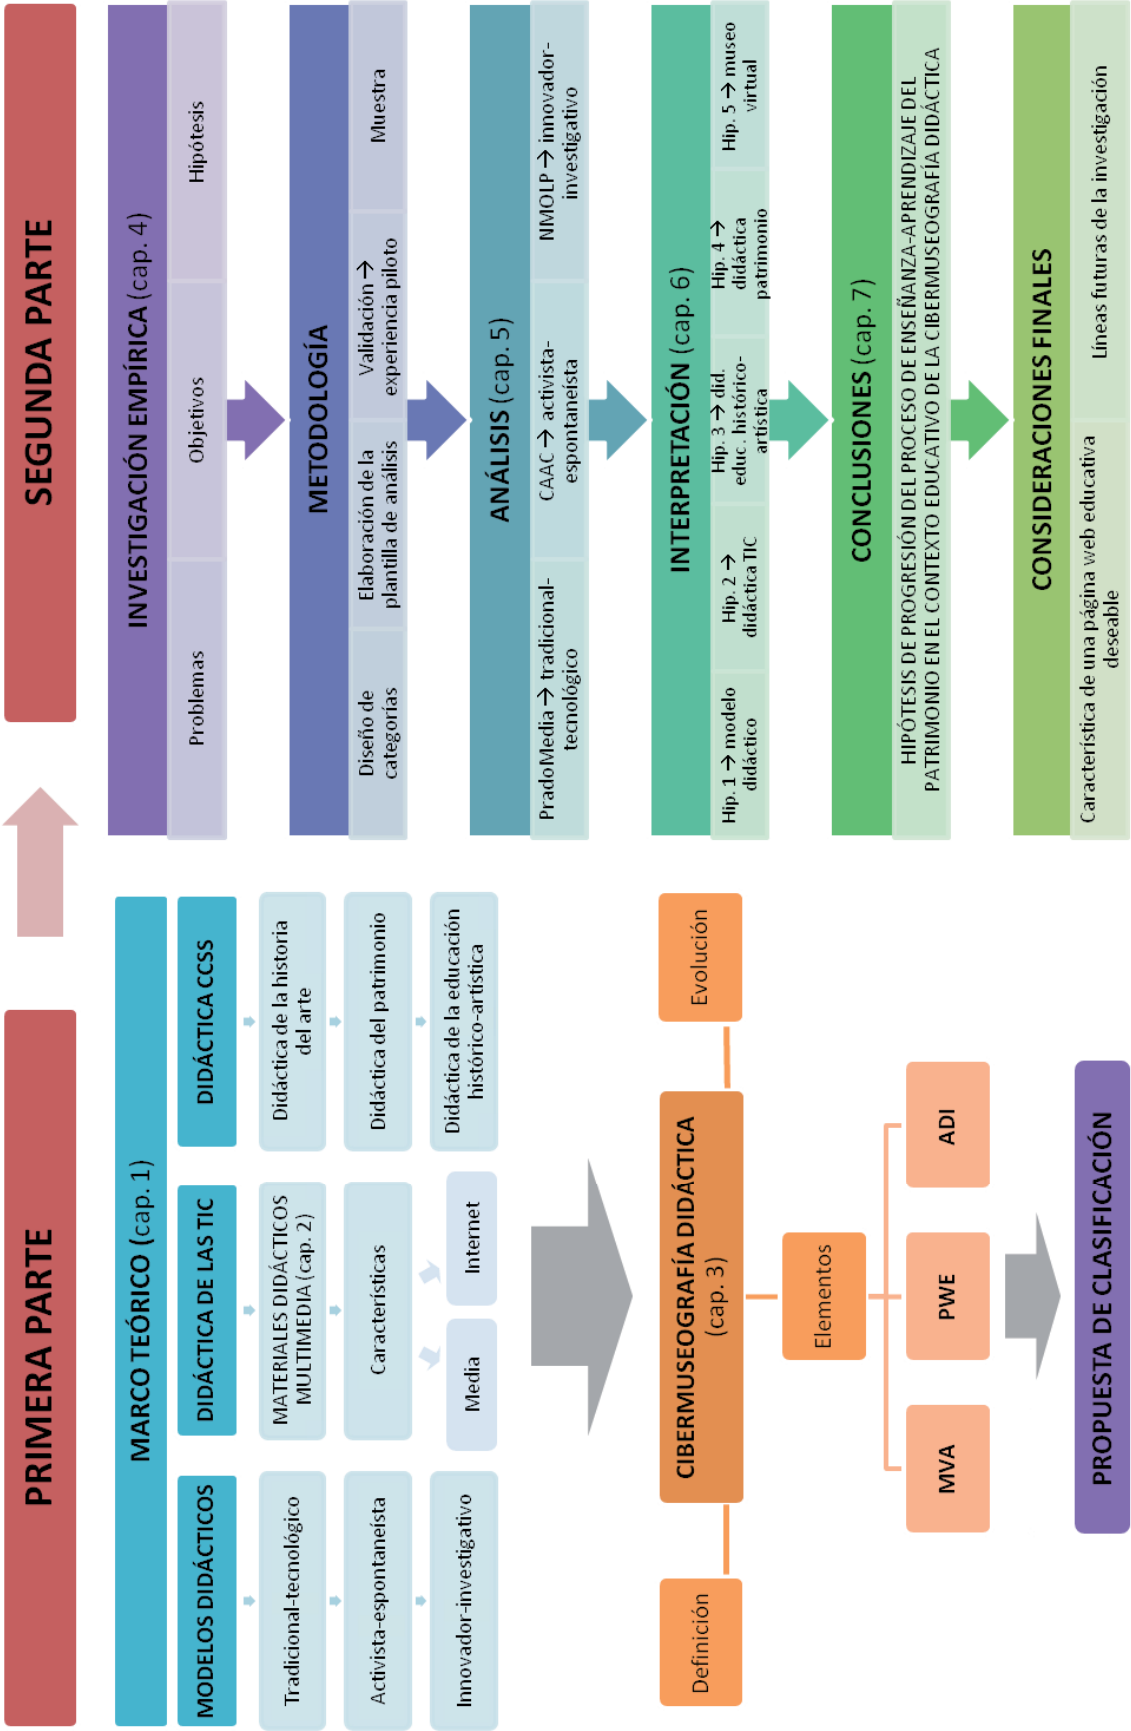 PRIMERA PARTE
MARCO TEÓRICO (cap. 1)
MODELOS DIDÁCTICOS
Tradicional-tecnológico
Activista-espontaneísta
Innovador-investigativo
DIDÁCTICA DE LAS TIC
MATERIALES DIDÁCTICOS
MULTIMEDIA (cap. 2)
Características
Media
Internet
DIDÁCTICA CCSS
Didáctica de la historia
del arte
Didáctica del patrimonio
Didáctica de la educación
histórico-artística
Definición
CIBERMUSEOGRAFÍA DIDÁCTICA
(cap. 3)
Evolución
Elementos
MVA
PWE
ADI
PROPUESTA DE CLASIFICACIÓN
SEGUNDA PARTE
INVESTIGACIÓN EMPÍRICA (cap. 4)
Problemas
Objetivos
Hipótesis
METODOLOGÍA
Diseño de
categorías
Elaboración de la
plantilla de análisis
Validación →
experiencia piloto
Muestra
ANÁLISIS (cap. 5)
PradoMedia → tradicional-
tecnológico
CAAC → activista-
espontaneísta
NMOLP → innovador-
investigativo
INTERPRETACIÓN (cap. 6)
Hip. 1 → modelo
didáctico
Hip. 2 →
didáctica TIC
Hip. 3 → did.
educ. histórico-
artística
Hip. 4 →
didáctica
patrimonio
Hip. 5 → museo
virtual
CONCLUSIONES (cap. 7)
HIPÓTESIS DE PROGRESIÓN DEL PROCESO DE ENSEÑANZA-APRENDIZAJE DEL
PATRIMONIO EN EL CONTEXTO EDUCATIVO DE LA CIBERMUSEOGRAFÍA DIDÁCTICA
CONSIDERACIONES FINALES
Característica de una página web educativa
deseable
Líneas futuras de la investigación